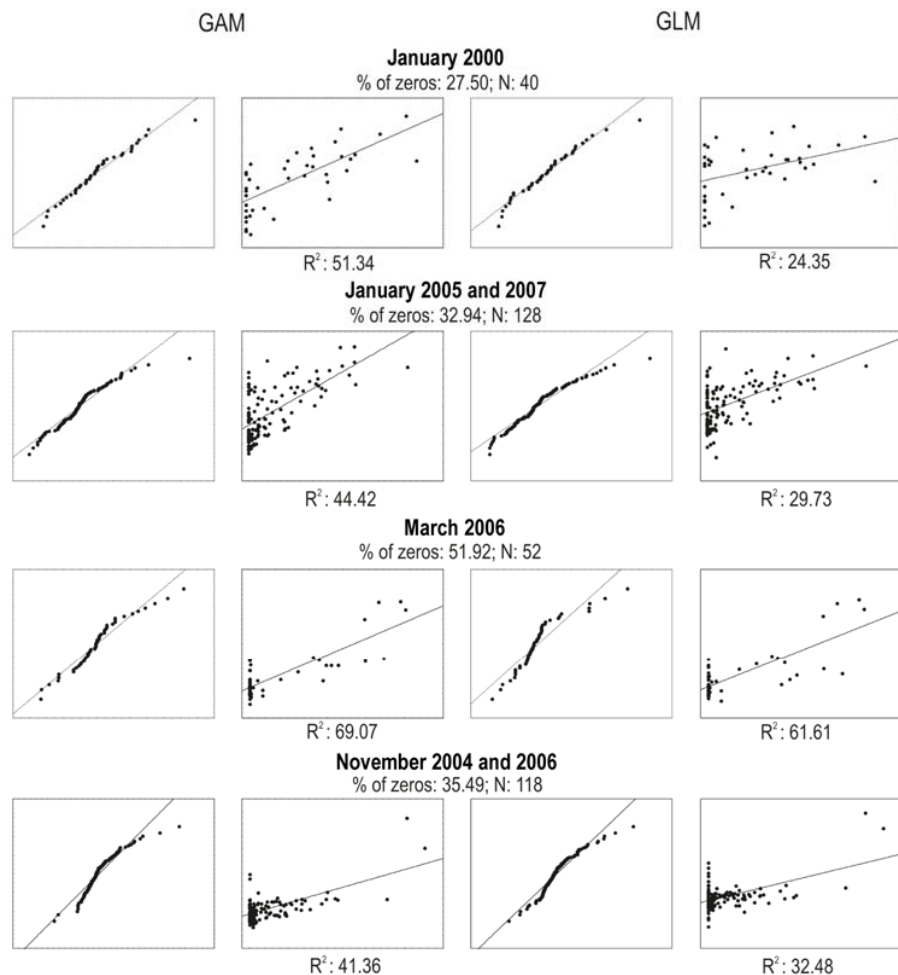 GAM GLM
January 2000
% of zeros: 27.50; N: 40
R²: 51.34 R²: 24.35
January 2005 and 2007
% of zeros: 32.94; N: 128
R²: 44.42 R²: 29.73
March 2006
% of zeros: 51.92; N: 52
R²: 69.07 R²: 61.61
November 2004 and 2006
% of zeros: 35.49; N: 118
R²: 41.36 R²: 32.48